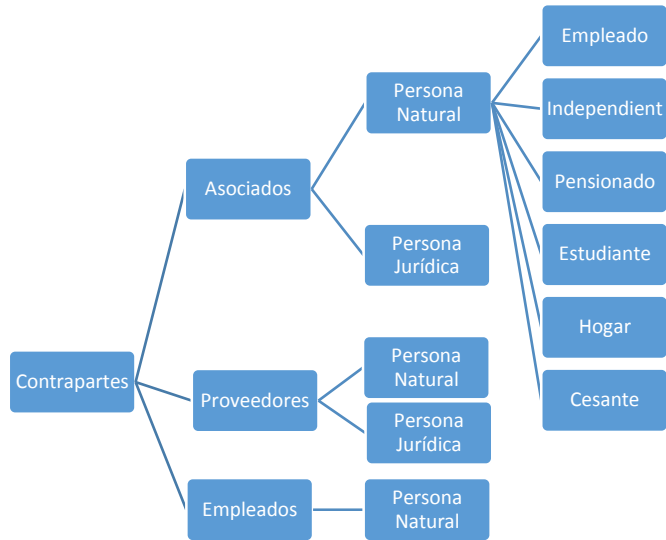 Contrapartes
Asociados
Persona
Natural
Empleado
Independient
Pensionado
Estudiante
Hogar
Cesante
Persona
Jurídica
Proveedores
Persona
Natural
Persona
Jurídica
Empleados
Persona
Natural